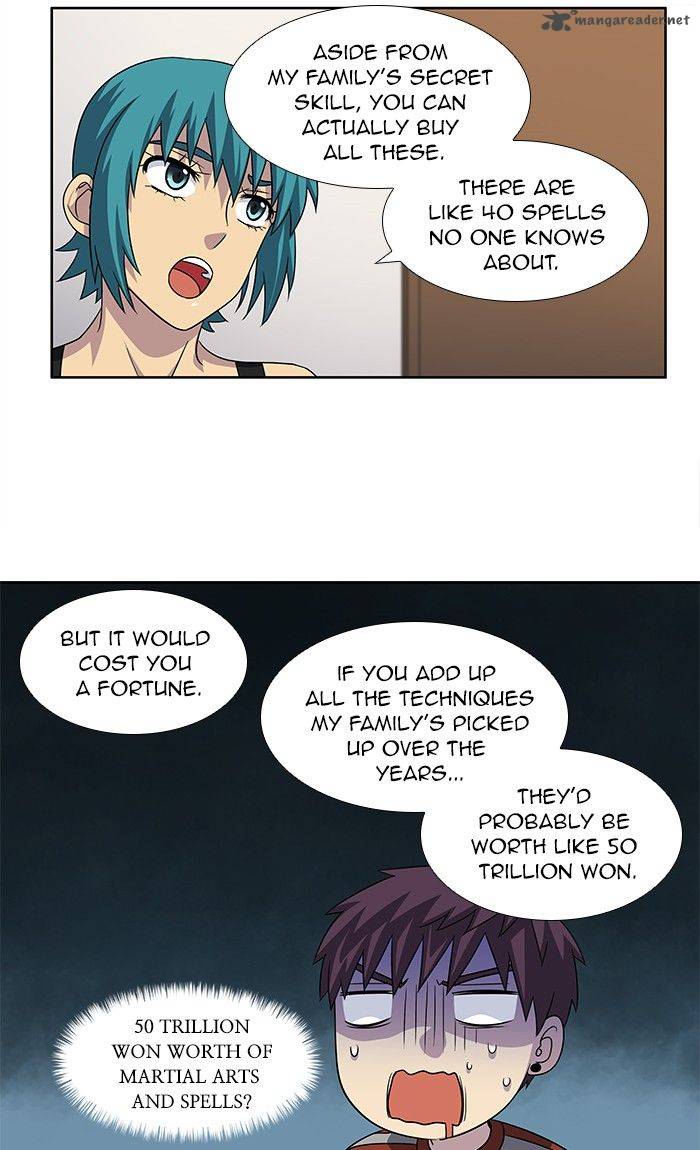 mangareader.net
ASIDE FROM
MY FAMILY'S SECRET
SKILL, YOU CAN
ACTUALLY BUY
ALL THESE.
THERE ARE
LIKE 40 SPELLS
NO ONE KNOWS
ABOUT.
BUT IT WOULD
COST YOU
A FORTUNE.
IF YOU ADD UP
ALL THE TECHNIQUES
MY FAMILY'S PICKED
UP OVER THE
YEARS...
THEY'D
PROBABLY BE
WORTH LIKE 50
TRILLION WON.
50 TRILLION
WON WORTH OF
MARTIAL ARTS
AND SPELLS?